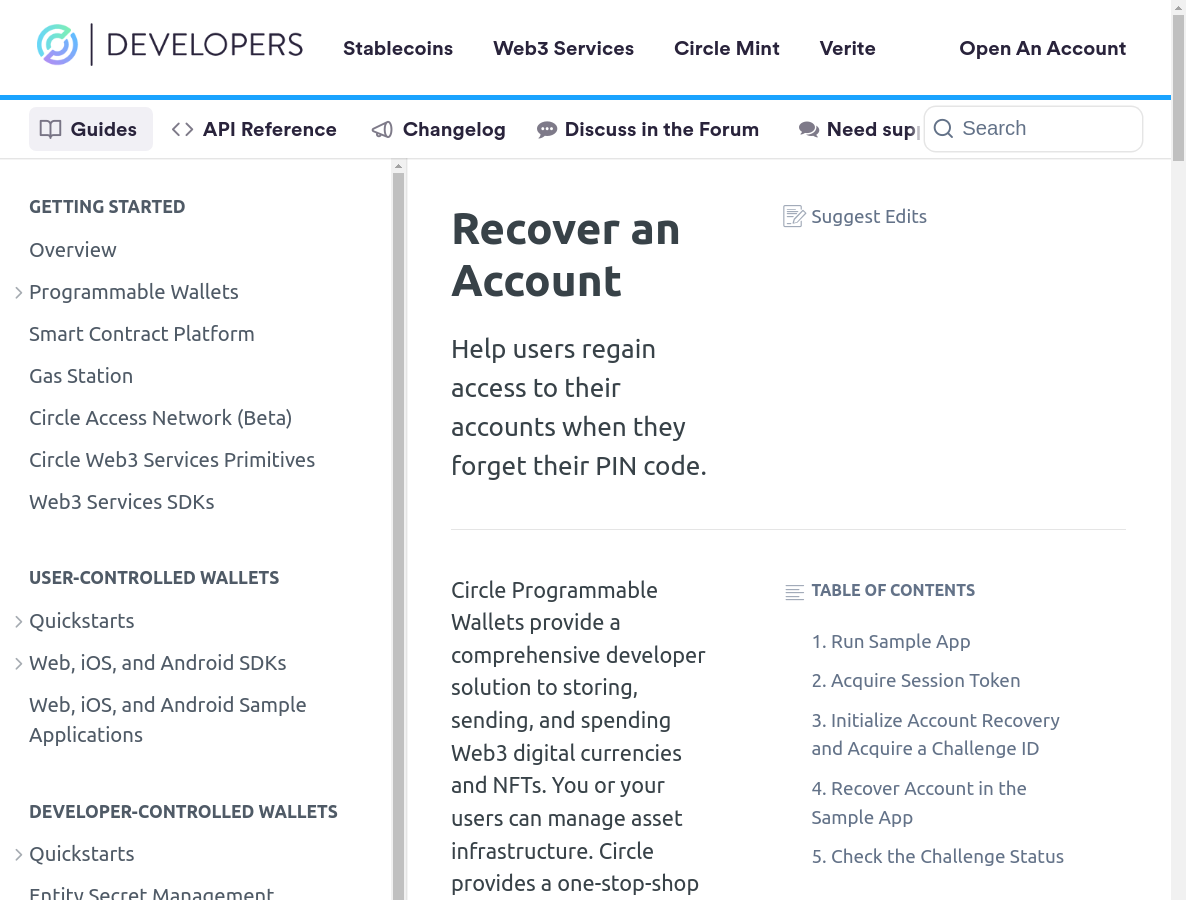 DEVELOPERS
Stablecoins
Web3 Services
Circle Mint
Verite
Open An Account
Guides
API Reference
Changelog
Discuss in the Forum
Need sup
Search
GETTING STARTED
Overview
Programmable Wallets
Smart Contract Platform
Gas Station
Circle Access Network (Beta)
Circle Web3 Services Primitives
Web3 Services SDKs
USER-CONTROLLED WALLETS
Quickstarts
Web, iOS, and Android SDKs
Web, iOS, and Android Sample
Applications
DEVELOPER-CONTROLLED WALLETS
Quickstarts
Entity Secret Management
Recover an
Account
Help users regain
access to their
accounts when they
forget their PIN code.
Suggest Edits
Circle Programmable
Wallets provide a
comprehensive developer
solution to storing,
sending, and spending
Web3 digital currencies
and NFTs. You or your
users can manage asset
infrastructure. Circle
provides a one-stop-shop
TABLE OF CONTENTS
1. Run Sample App
2. Acquire Session Token
3. Initialize Account Recovery
and Acquire a Challenge ID
4. Recover Account in the
Sample App
5. Check the Challenge Status